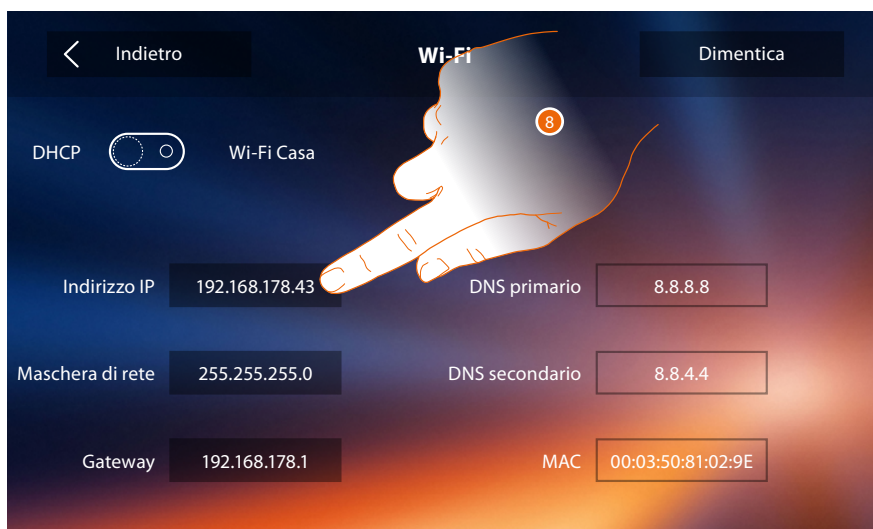 Indietro
Wi-Fi
Dimentica
8
DHCP
Wi-Fi Casa
Indirizzo IP 192.168.178.43
DNS primario 8.8.8.8
Maschera di rete 255.255.255.0
DNS secondario 8.8.4.4
Gateway 192.168.178.1
MAC 00:03:50:81:02:9E